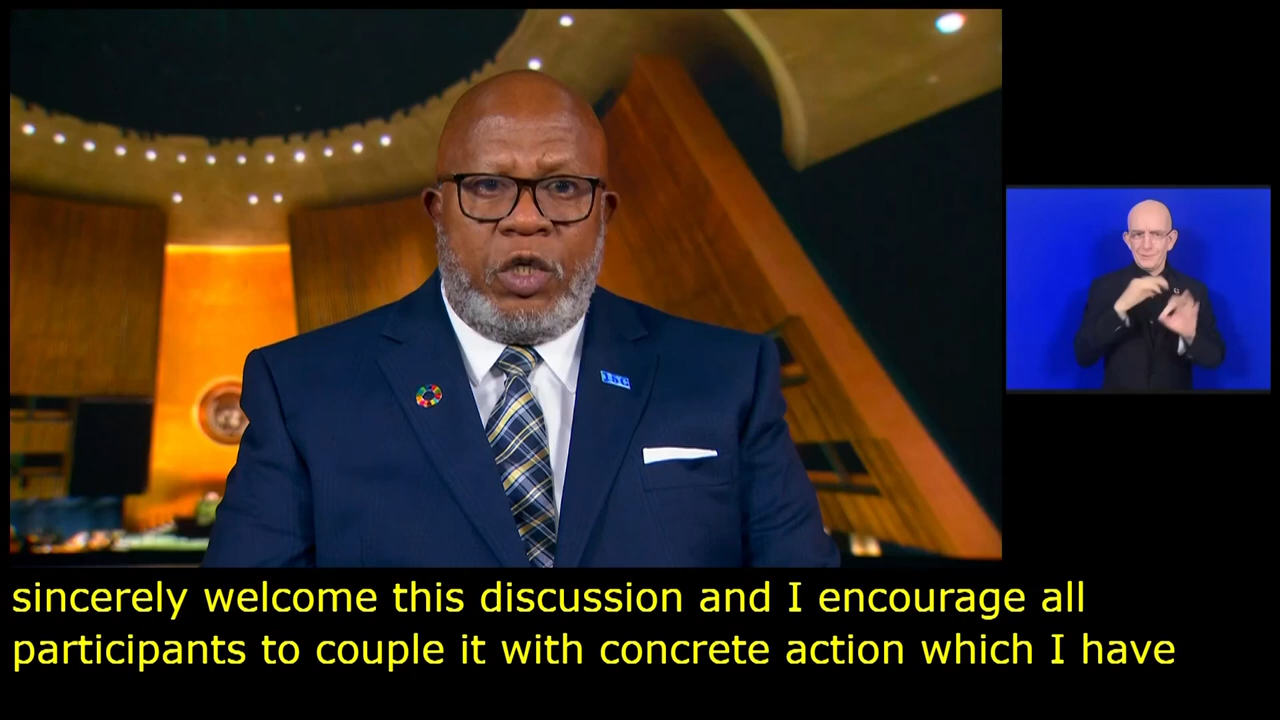 sincerely welcome this discussion and I encourage all
participants to couple it with concrete action which I have